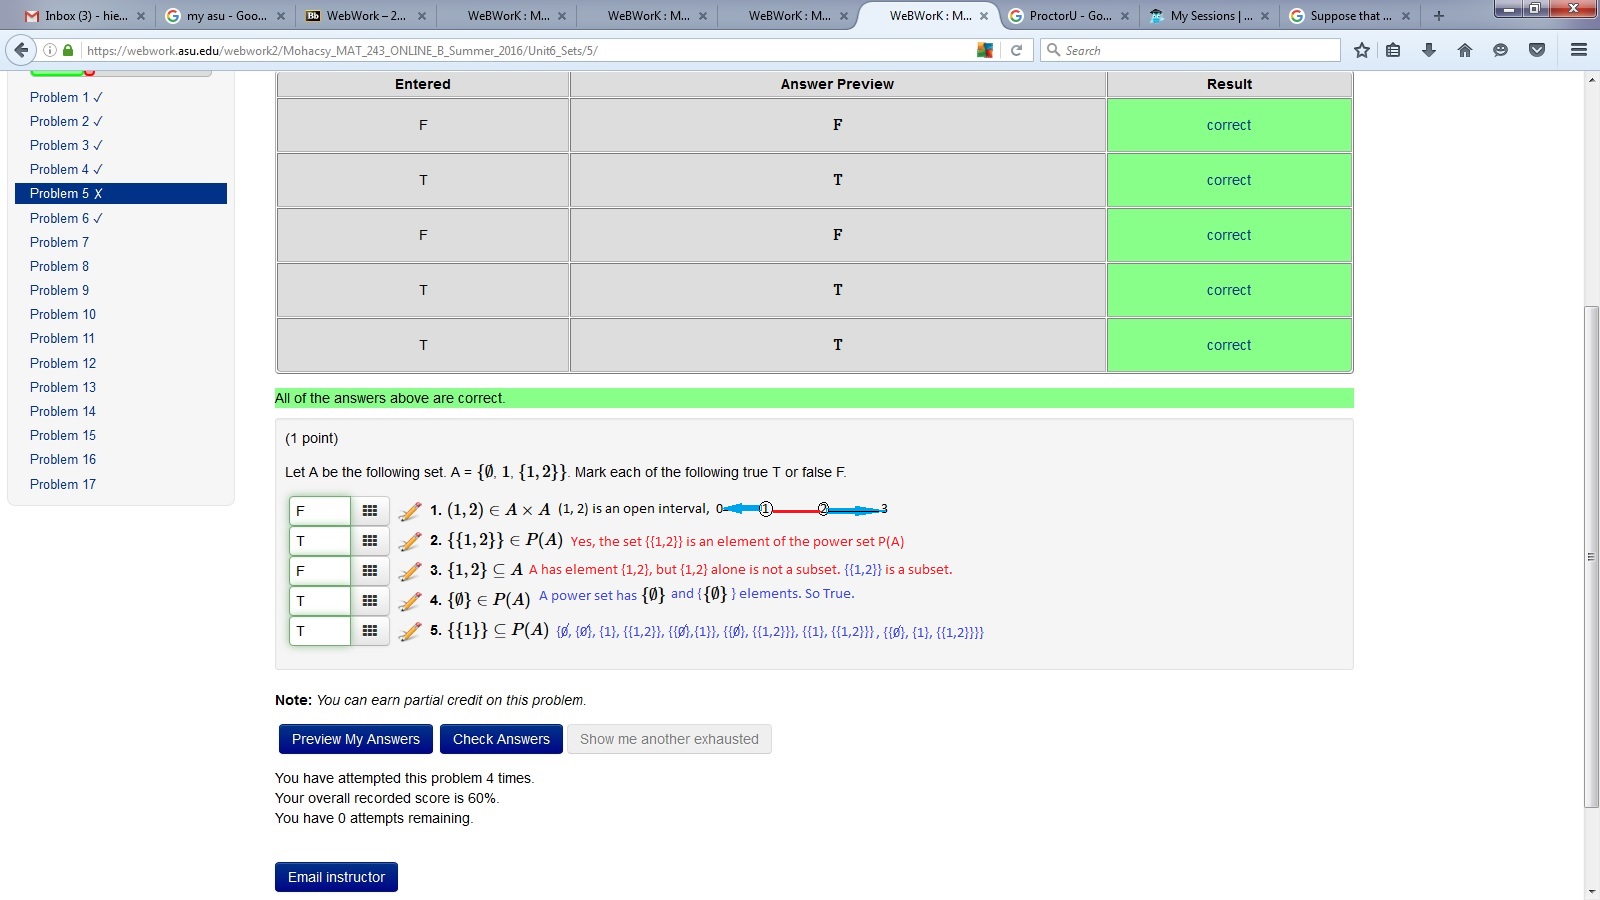 Inbox (3) - hie... my asu - Goo... Bb WebWork – 2... WeBWorK : M... WeBWorK : M... WeBWorK : M... WeBWorK : M... ProctorU - Go... My Sessions | ... Suppose that ...
https://webwork.asu.edu/webwork2/Mohacsy_MAT_243_ONLINE_B_Summer_2016/Unit6_Sets/5/ Search
Problem 1 ✓
Problem 2 ✓
Problem 3 ✓
Problem 4 ✓
Problem 5 ✗
Problem 6 ✓
Problem 7
Problem 8
Problem 9
Problem 10
Problem 11
Problem 12
Problem 13
Problem 14
Problem 15
Problem 16
Problem 17
Entered Answer Preview Result
F F correct
T T correct
F F correct
T T correct
T T correct
All of the answers above are correct.
(1 point)
Let A be the following set. A = {∅, 1, {1, 2}}. Mark each of the following true T or false F.
F 1. (1, 2) ∈ A × A (1, 2) is an open interval, 0 1 2 3
T 2. {{1, 2}} ∈ P(A) Yes, the set {{1,2}} is an element of the power set P(A)
F 3. {1, 2} ⊆ A A has element {1,2}, but {1,2} alone is not a subset. {{1,2}} is a subset.
T 4. {∅} ∈ P(A) A power set has {∅} and {{∅} } elements. So True.
T 5. {{1}} ⊆ P(A) {∅, {∅}, {1}, {{1,2}}, {{∅},{1}}, {{∅}, {{1,2}}}, {{1}, {{1,2}}}, {{∅}, {1}, {{1,2}}}}
Note: You can earn partial credit on this problem.
Preview My Answers Check Answers Show me another exhausted
You have attempted this problem 4 times.
Your overall recorded score is 60%.
You have 0 attempts remaining.
Email instructor